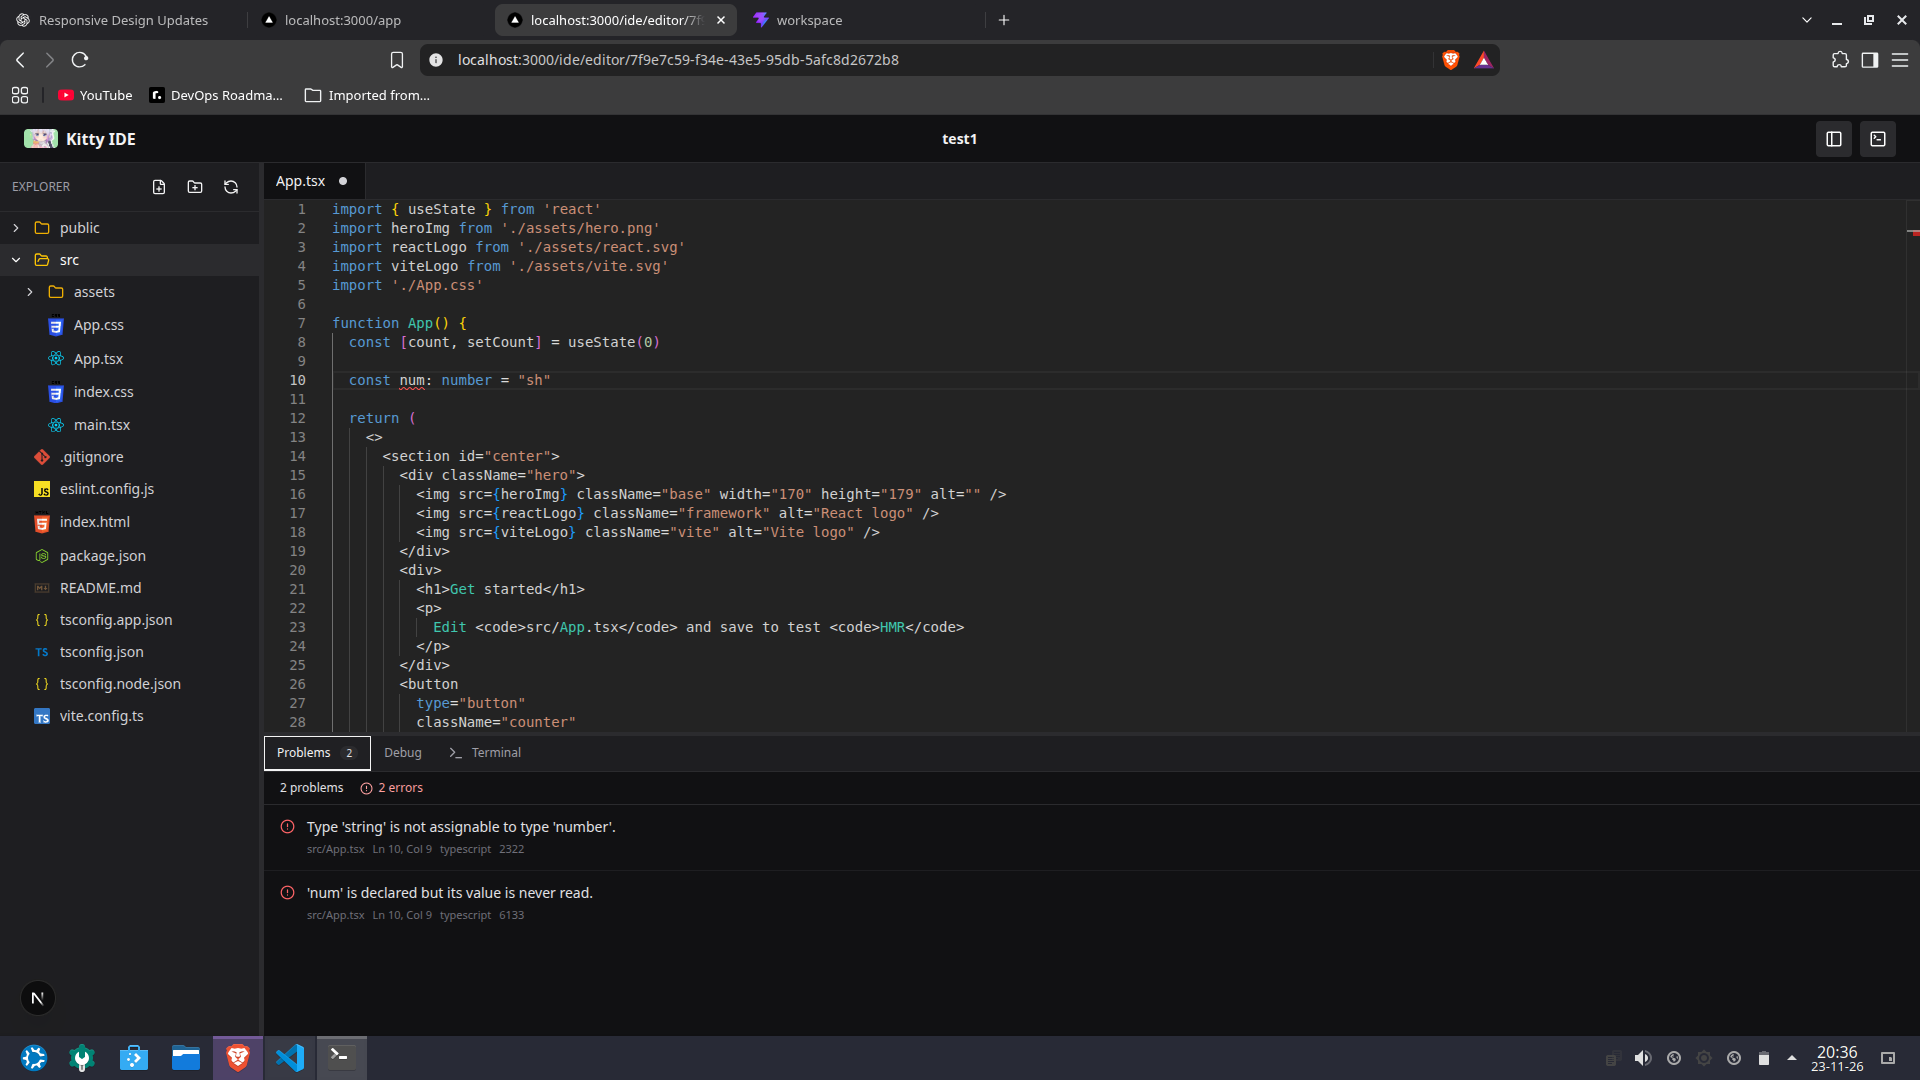 Responsive Design Updates
localhost:3000/app
localhost:3000/ide/editor/7f
workspace
localhost:3000/ide/editor/7f9e7c59-f34e-43e5-95db-5afc8d2672b8
YouTube
DevOps Roadma...
Imported from...
Kitty IDE
test1
EXPLORER
public
src
assets
App.css
App.tsx
index.css
main.tsx
.gitignore
eslint.config.js
index.html
package.json
README.md
tsconfig.app.json
tsconfig.json
tsconfig.node.json
vite.config.ts
App.tsx
1 import { useState } from 'react'
2 import heroImg from './assets/hero.png'
3 import reactLogo from './assets/react.svg'
4 import viteLogo from './assets/vite.svg'
5 import './App.css'
6
7 function App() {
8 const [count, setCount] = useState(0)
9
10 const num: number = "sh"
11
12 return (
13 <>
14 <section id="center">
15 <div className="hero">
16 <img src={heroImg} className="base" width="170" height="179" alt="" />
17 <img src={reactLogo} className="framework" alt="React logo" />
18 <img src={viteLogo} className="vite" alt="Vite logo" />
19 </div>
20 <div>
21 <h1>Get started</h1>
22 <p>
23 Edit <code>src/App.tsx</code> and save to test <code>HMR</code>
24 </p>
25 </div>
26 <button
27 type="button"
28 className="counter"
Problems 2
Debug
Terminal
2 problems 2 errors
Type 'string' is not assignable to type 'number'.
src/App.tsx Ln 10, Col 9 typescript 2322
'num' is declared but its value is never read.
src/App.tsx Ln 10, Col 9 typescript 6133
20:36
23-11-26